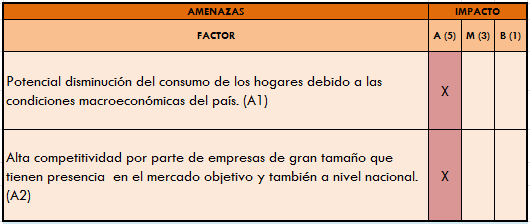 AMENAZAS IMPACTO
FACTOR A (5) M (3) B (1)
Potencial disminución del consumo de los hogares debido a las
condiciones macroeconómicas del país. (A1) X
Alta competitividad por parte de empresas de gran tamaño que
tienen presencia en el mercado objetivo y también a nivel nacional. X
(A2)